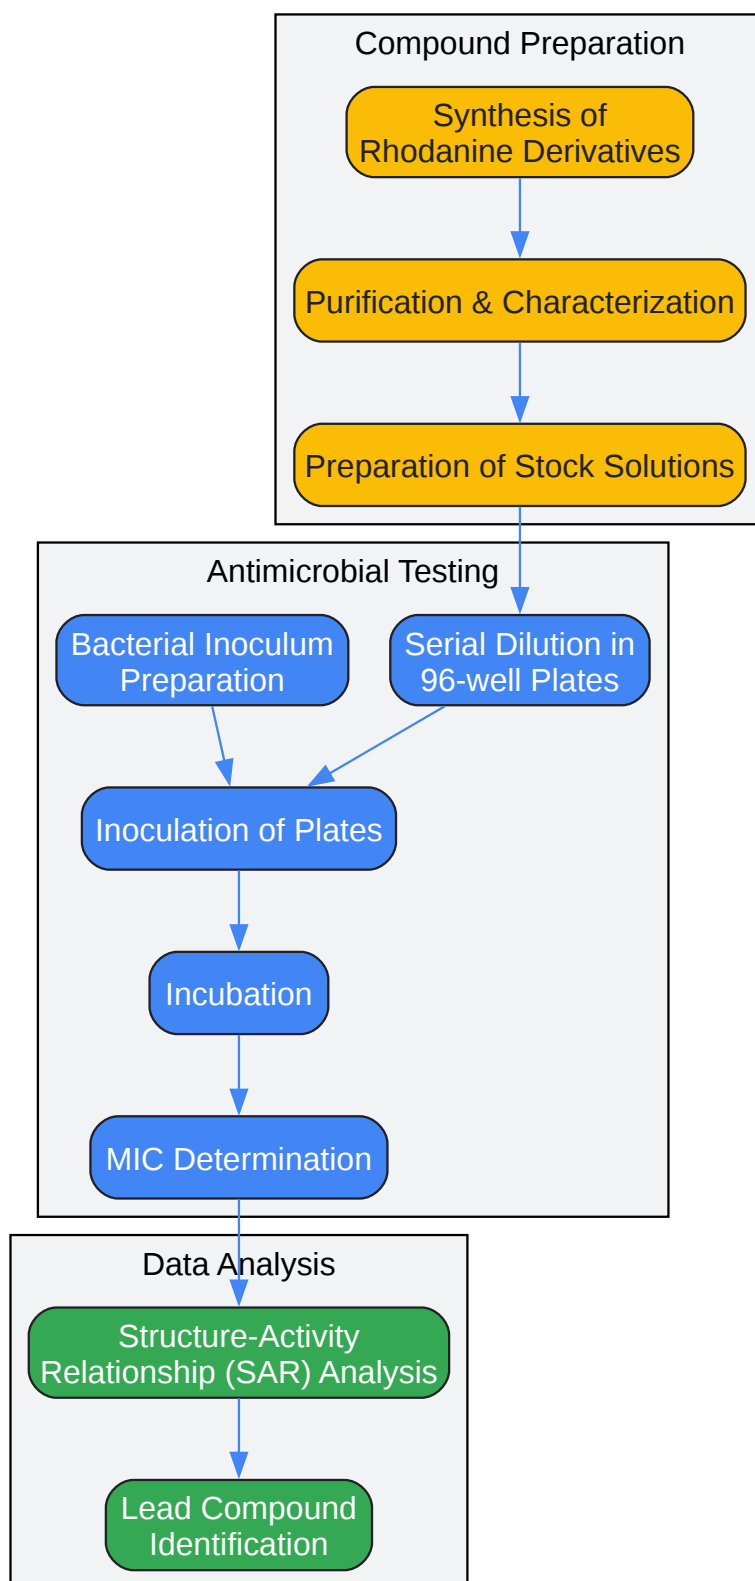 Compound Preparation
Synthesis of
Rhodanine Derivatives
Purification & Characterization
Preparation of Stock Solutions
Antimicrobial Testing
Bacterial Inoculum
Preparation
Serial Dilution in
96-well Plates
Inoculation of Plates
Incubation
MIC Determination
Data Analysis
Structure-Activity
Relationship (SAR) Analysis
Lead Compound
Identification